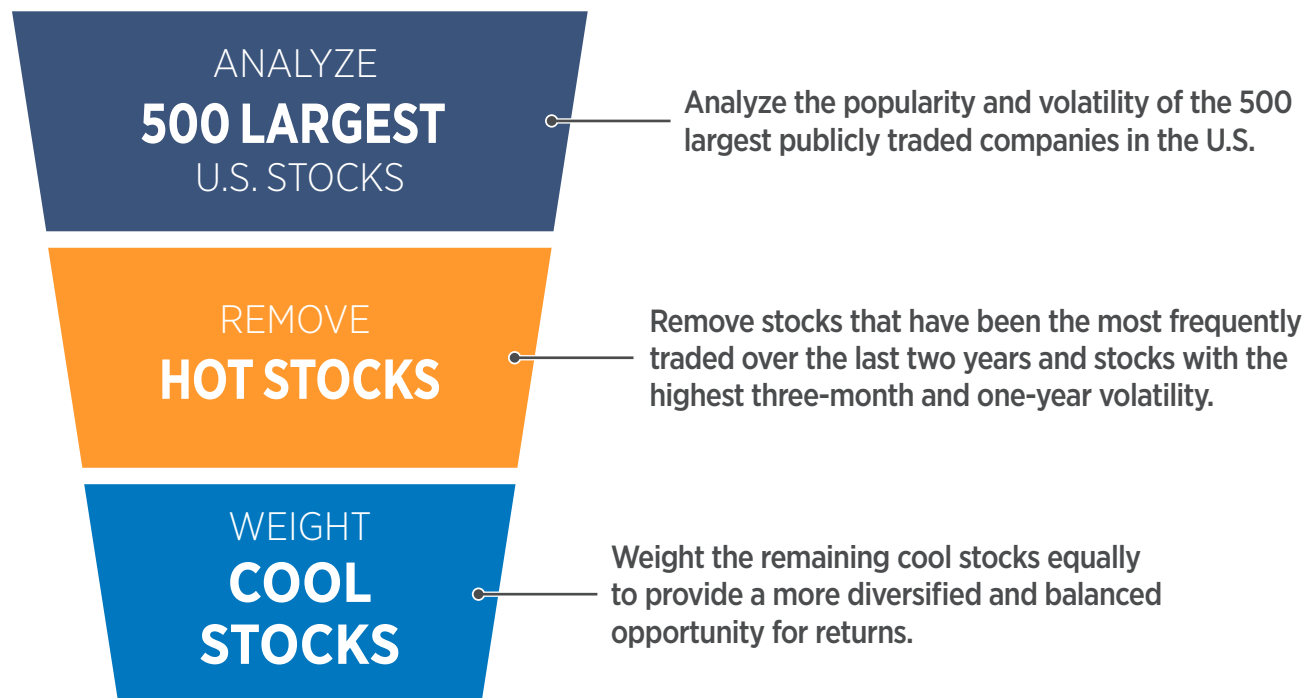 ANALYZE
500 LARGEST
U.S. STOCKS
Analyze the popularity and volatility of the 500
largest publicly traded companies in the U.S.
REMOVE
HOT STOCKS
Remove stocks that have been the most frequently
traded over the last two years and stocks with the
highest three-month and one-year volatility.
WEIGHT
COOL
STOCKS
Weight the remaining cool stocks equally
to provide a more diversified and balanced
opportunity for returns.